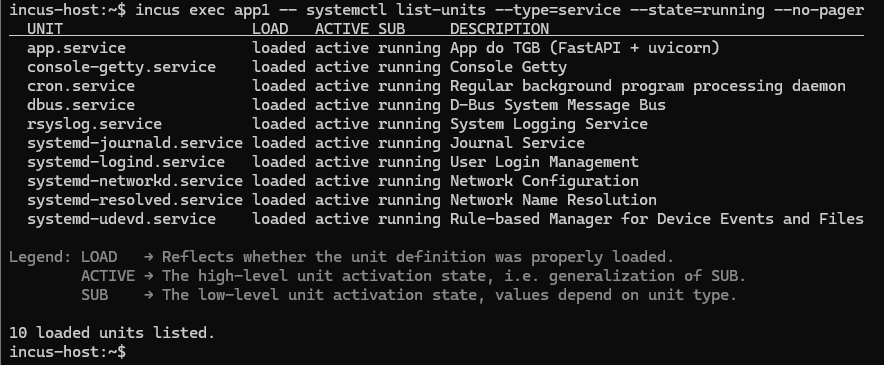 incus-host:~$ incus exec app1 -- systemctl list-units --type=service --state=running --no-pager
  UNIT                     LOAD   ACTIVE SUB     DESCRIPTION
  app.service              loaded active running App do TGB (FastAPI + uvicorn)
  console-getty.service    loaded active running Console Getty
  cron.service             loaded active running Regular background program processing daemon
  dbus.service             loaded active running D-Bus System Message Bus
  rsyslog.service          loaded active running System Logging Service
  systemd-journald.service loaded active running Journal Service
  systemd-logind.service   loaded active running User Login Management
  systemd-networkd.service loaded active running Network Configuration
  systemd-resolved.service loaded active running Network Name Resolution
  systemd-udevd.service    loaded active running Rule-based Manager for Device Events and Files

Legend: LOAD   → Reflects whether the unit definition was properly loaded.
        ACTIVE → The high-level unit activation state, i.e. generalization of SUB.
        SUB    → The low-level unit activation state, values depend on unit type.

10 loaded units listed.
incus-host:~$